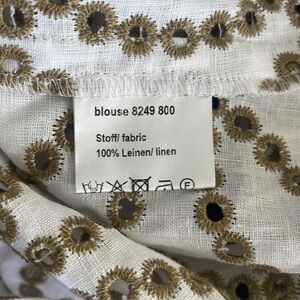 blouse 8249 800
Stoff/ fabric
100% Leinen/ linen
F